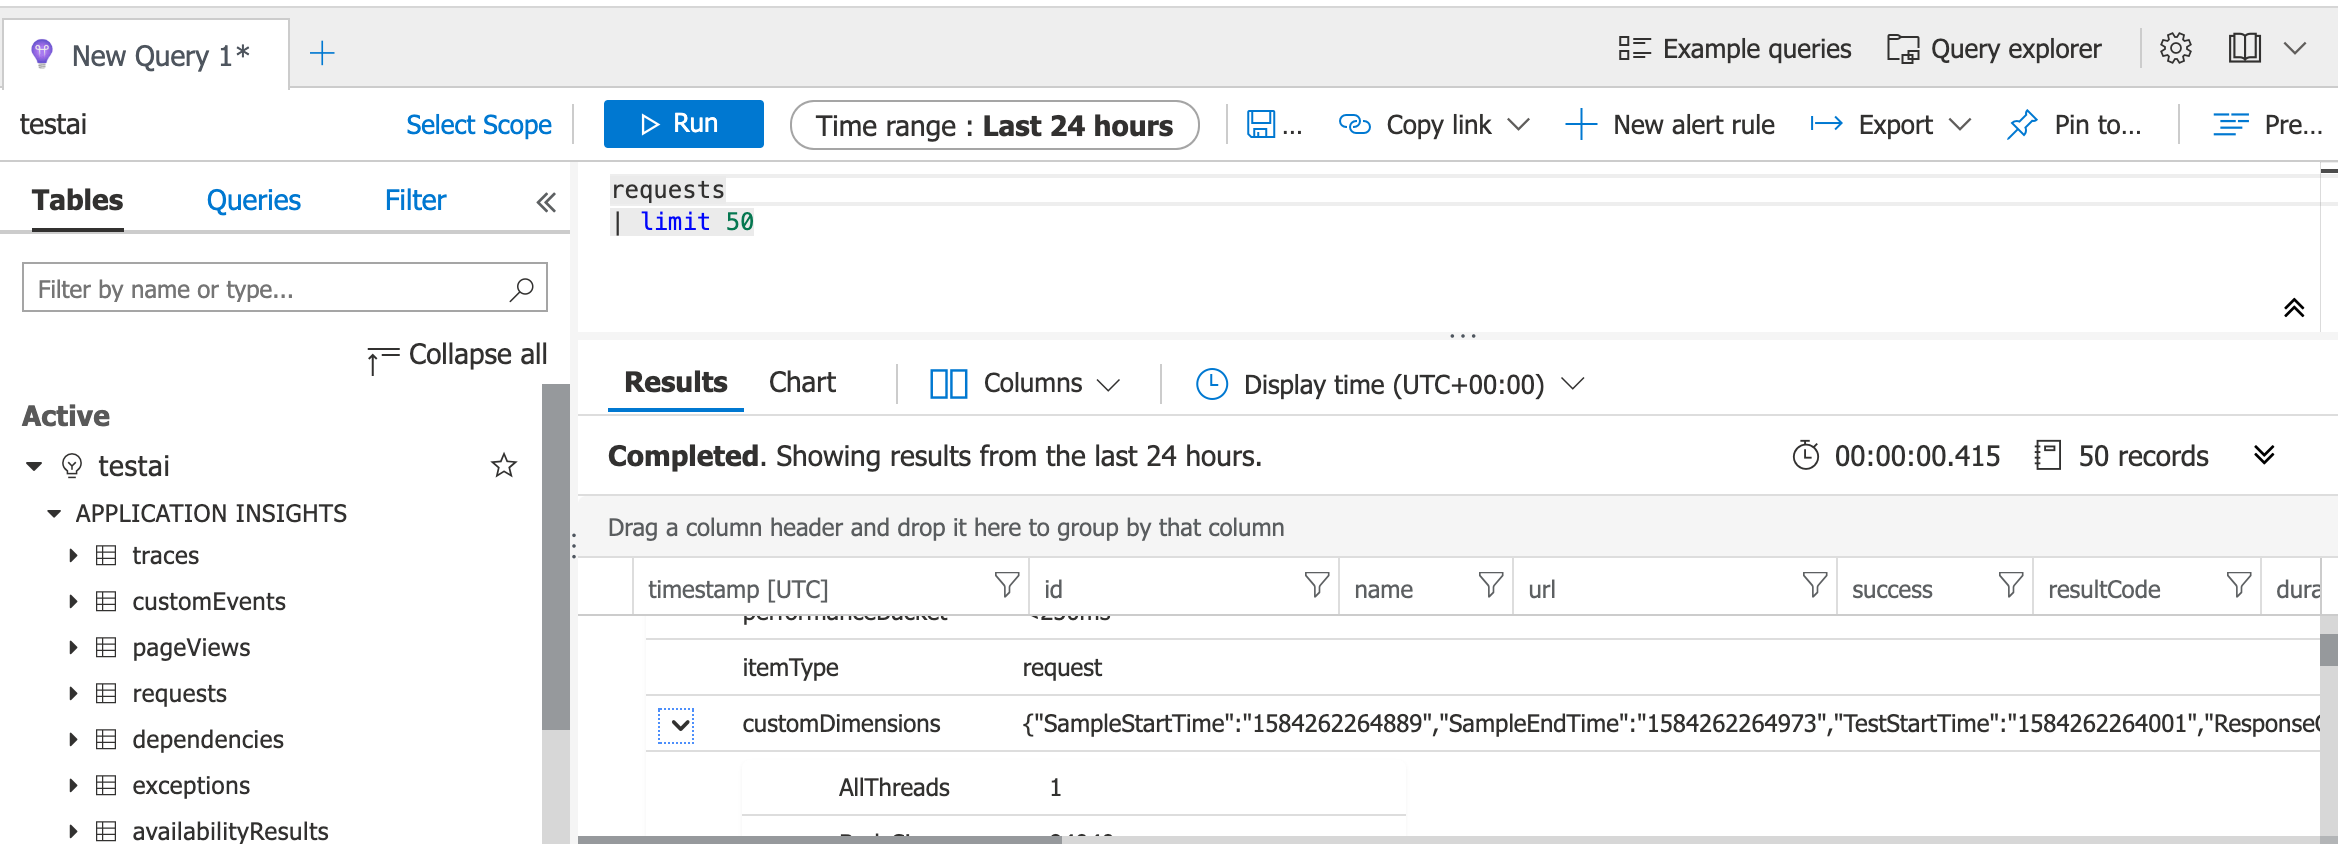 New Query 1*
Example queries
Query explorer
testai
Select Scope
Run
Time range : Last 24 hours
...
Copy link
New alert rule
Export
Pin to...
Pre...
Tables
Queries
Filter
requests
| limit 50
Filter by name or type...
Collapse all
Results
Chart
Columns
Display time (UTC+00:00)
Active
Completed. Showing results from the last 24 hours.
00:00:00.415
50 records
testai
APPLICATION INSIGHTS
Drag a column header and drop it here to group by that column
traces
timestamp [UTC]
id
name
url
success
resultCode
dura
customEvents
performanceBucket
<250ms
pageViews
itemType
request
requests
customDimensions
{"SampleStartTime":"1584262264889","SampleEndTime":"1584262264973","TestStartTime":"1584262264001","ResponseC
dependencies
exceptions
AllThreads
1
availabilityResults